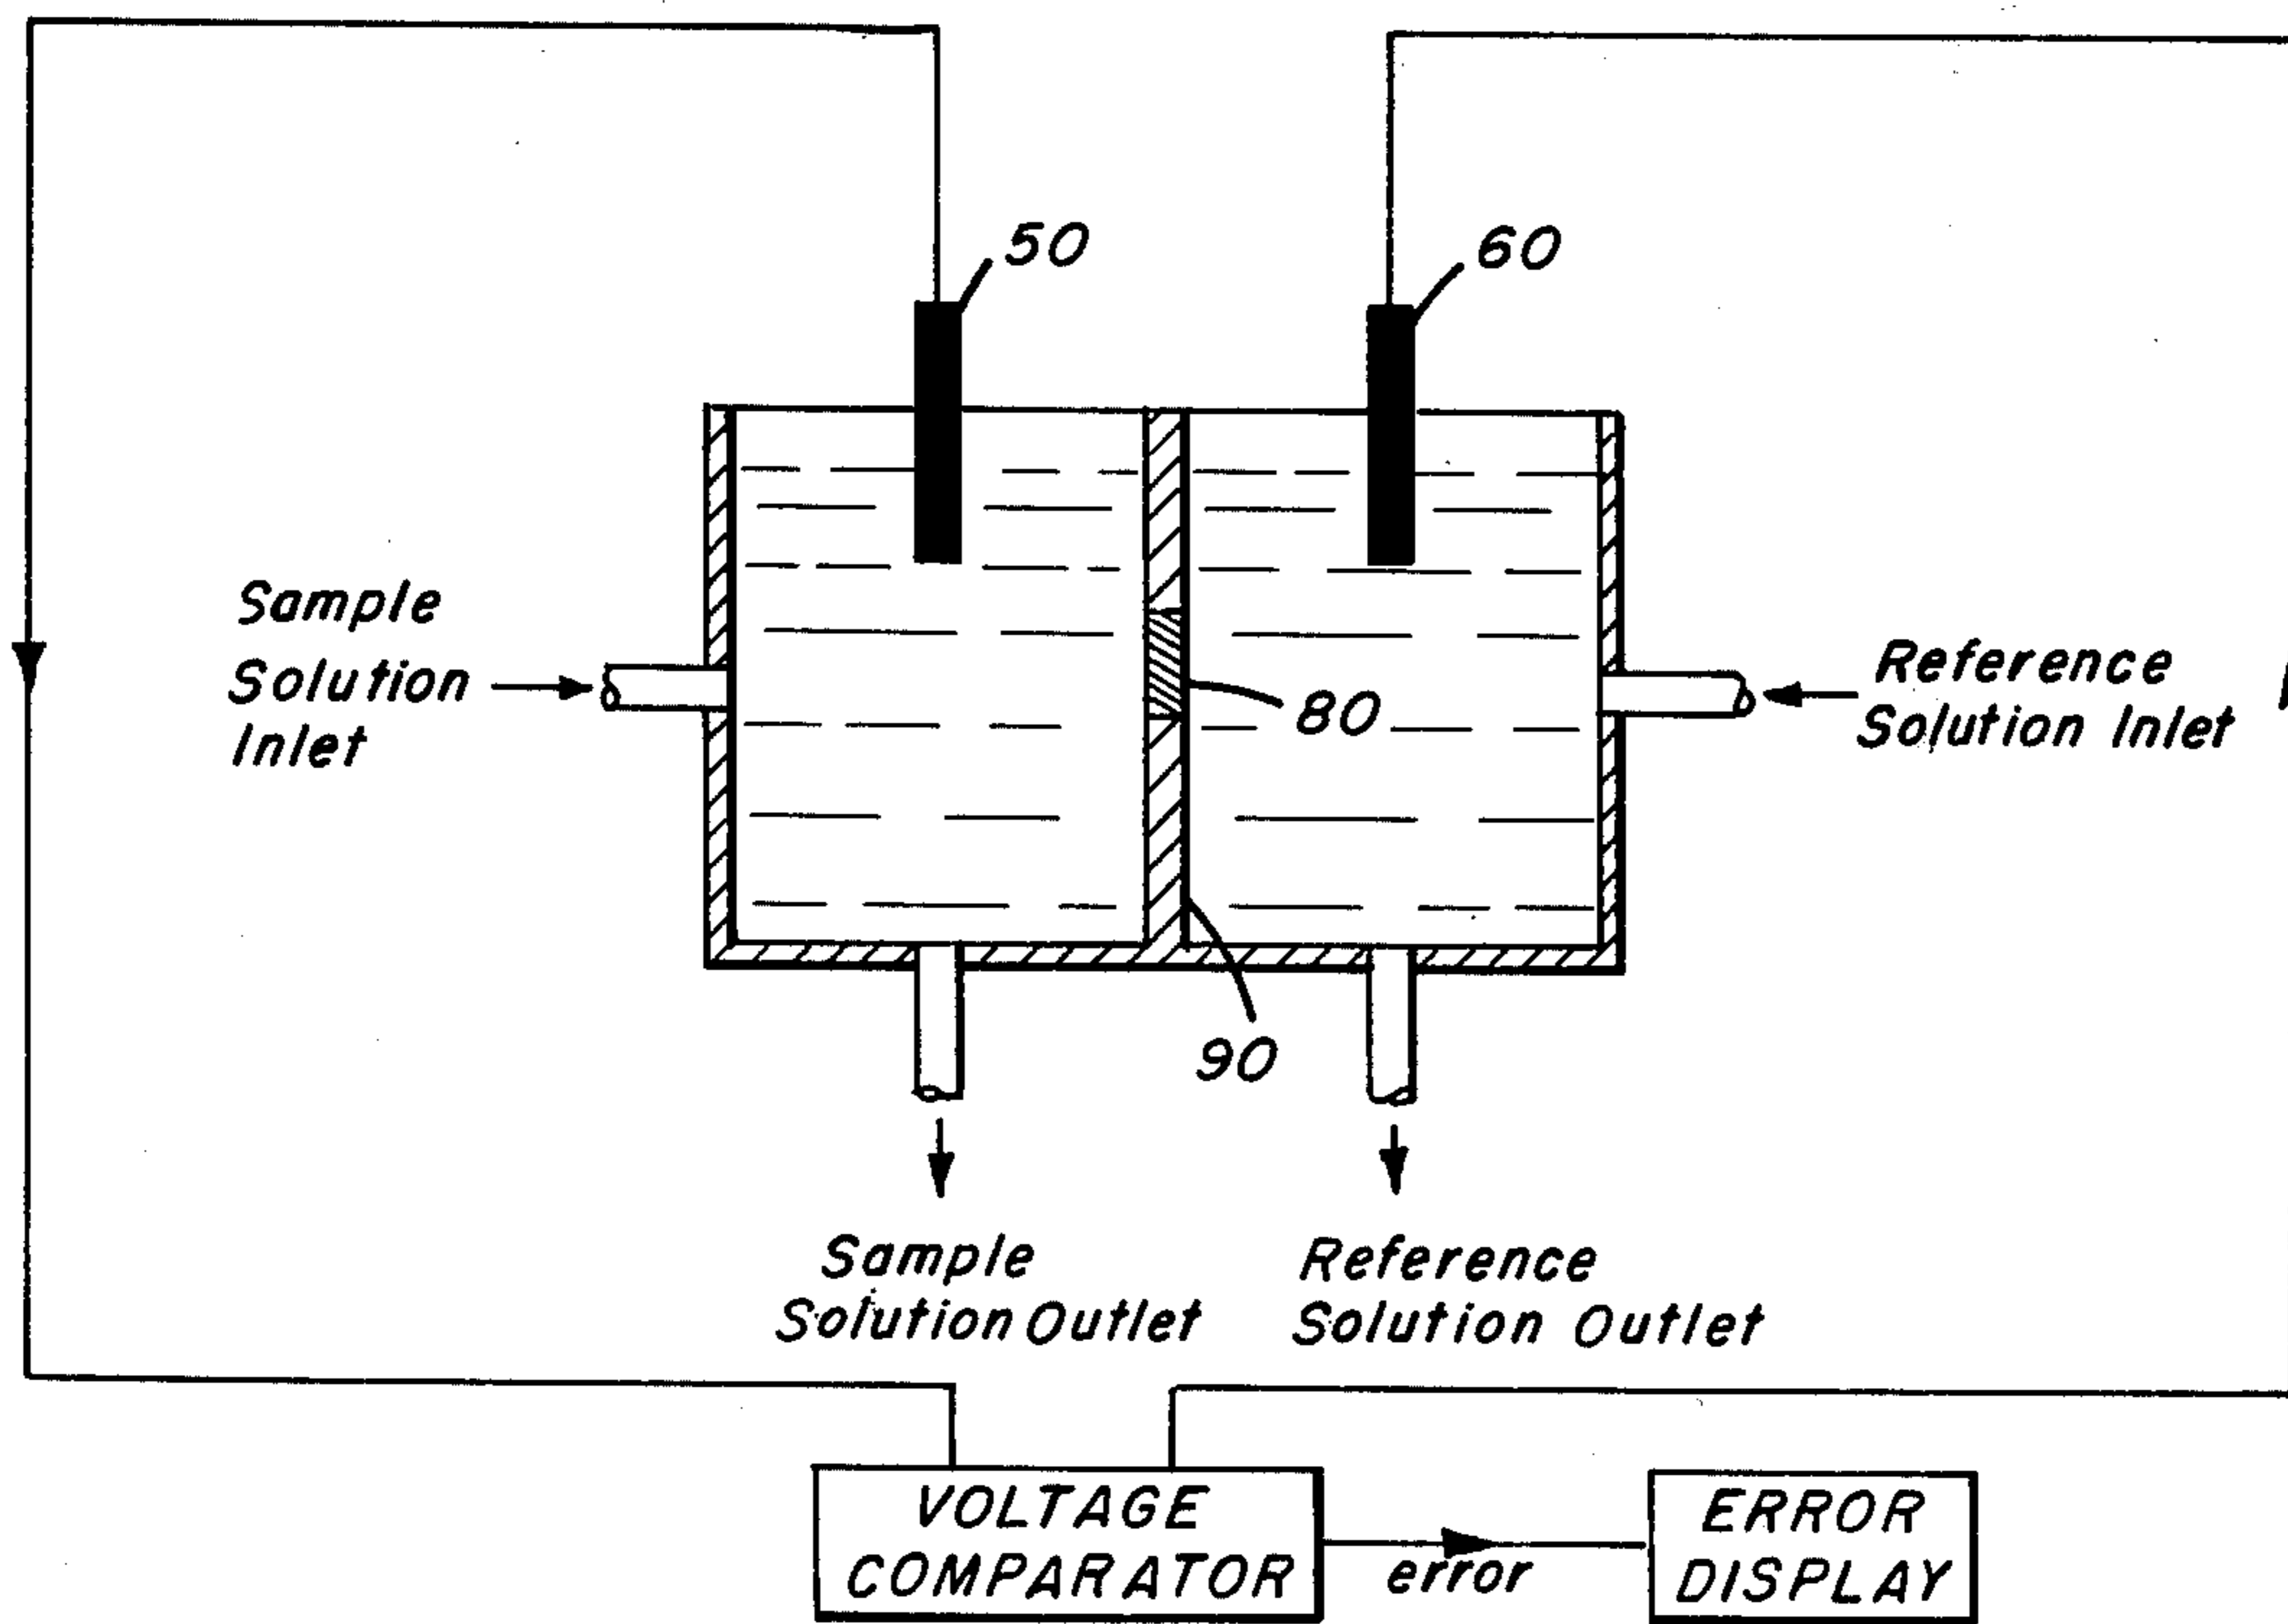 50
60
Sample
Solution
Inlet
80
Reference
Solution Inlet
90
Sample
Solution Outlet
Reference
Solution Outlet
VOLTAGE
COMPARATOR
error
ERROR
DISPLAY